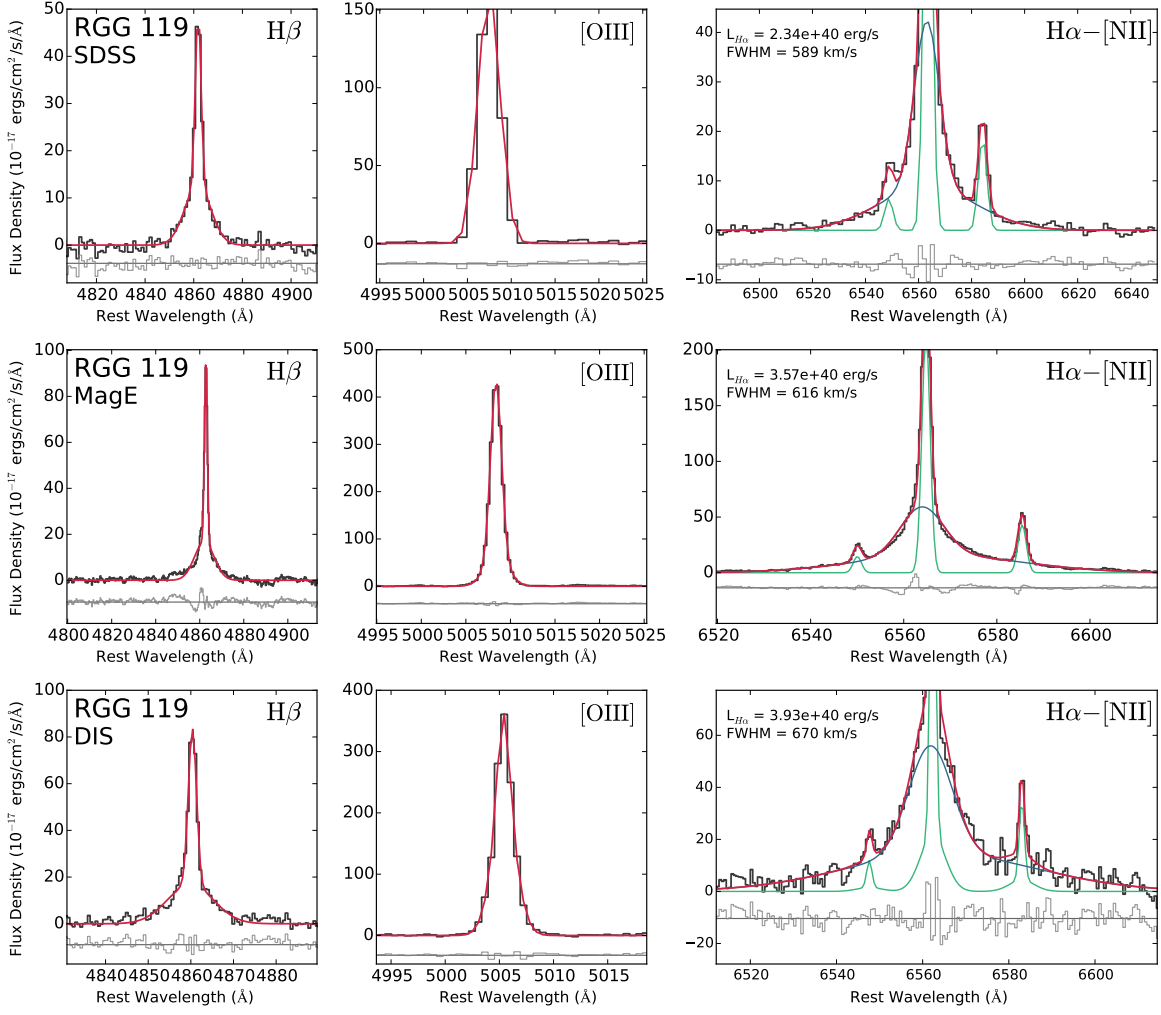 RGG 119
SDSS
Hβ
50
40
30
20
10
0
4820 4840 4860 4880 4900
Rest Wavelength (Å)
Flux Density (10⁻¹⁷ ergs/cm²/s/Å)
[OIII]
150
100
50
0
4995 5000 5005 5010 5015 5020 5025
Rest Wavelength (Å)
Hα−[NII]
L_Hα = 2.34e+40 erg/s
FWHM = 589 km/s
40
30
20
10
0
−10
6500 6520 6540 6560 6580 6600 6620 6640
Rest Wavelength (Å)
RGG 119
MagE
Hβ
100
80
60
40
20
0
4800 4820 4840 4860 4880 4900
Rest Wavelength (Å)
Flux Density (10⁻¹⁷ ergs/cm²/s/Å)
[OIII]
500
400
300
200
100
0
4995 5000 5005 5010 5015 5020 5025
Rest Wavelength (Å)
Hα−[NII]
L_Hα = 3.57e+40 erg/s
FWHM = 616 km/s
200
150
100
50
0
6520 6540 6560 6580 6600
Rest Wavelength (Å)
RGG 119
DIS
Hβ
100
80
60
40
20
0
4840 4850 4860 4870 4880
Rest Wavelength (Å)
Flux Density (10⁻¹⁷ ergs/cm²/s/Å)
[OIII]
400
300
200
100
0
4995 5000 5005 5010 5015
Rest Wavelength (Å)
Hα−[NII]
L_Hα = 3.93e+40 erg/s
FWHM = 670 km/s
60
40
20
0
−20
6520 6540 6560 6580 6600
Rest Wavelength (Å)